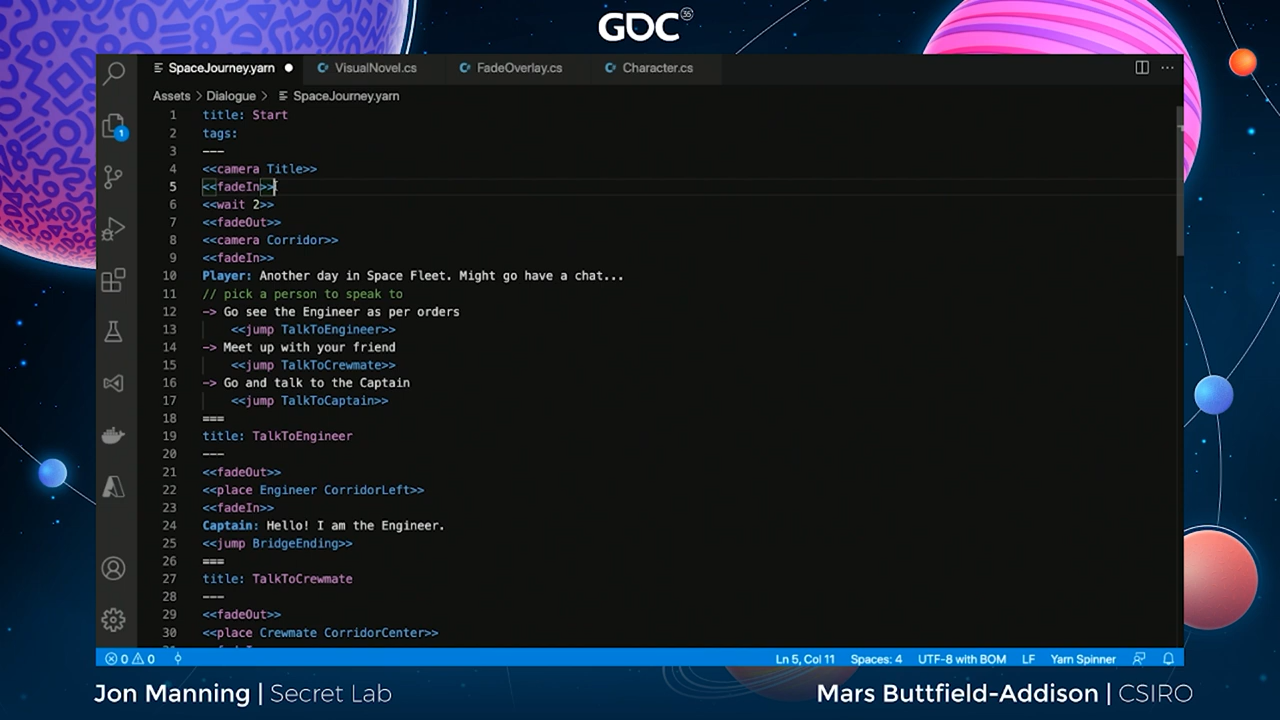 GDC 35
SpaceJourney.yarn VisualNovel.cs FadeOverlay.cs Character.cs
Assets > Dialogue > SpaceJourney.yarn
1 title: Start
2 tags:
3 ---
4 <<camera Title>>
5 <<fadeIn>>
6 <<wait 2>>
7 <<fadeOut>>
8 <<camera Corridor>>
9 <<fadeIn>>
10 Player: Another day in Space Fleet. Might go have a chat...
11 // pick a person to speak to
12 -> Go see the Engineer as per orders
13 <<jump TalkToEngineer>>
14 -> Meet up with your friend
15 <<jump TalkToCrewmate>>
16 -> Go and talk to the Captain
17 <<jump TalkToCaptain>>
18 ===
19 title: TalkToEngineer
20 ---
21 <<fadeOut>>
22 <<place Engineer CorridorLeft>>
23 <<fadeIn>>
24 Captain: Hello! I am the Engineer.
25 <<jump BridgeEnding>>
26 ===
27 title: TalkToCrewmate
28 ---
29 <<fadeOut>>
30 <<place Crewmate CorridorCenter>>
1
0 0 Ln 5, Col 11 Spaces: 4 UTF-8 with BOM LF Yarn Spinner
Jon Manning | Secret Lab Mars Buttfield-Addison | CSIRO